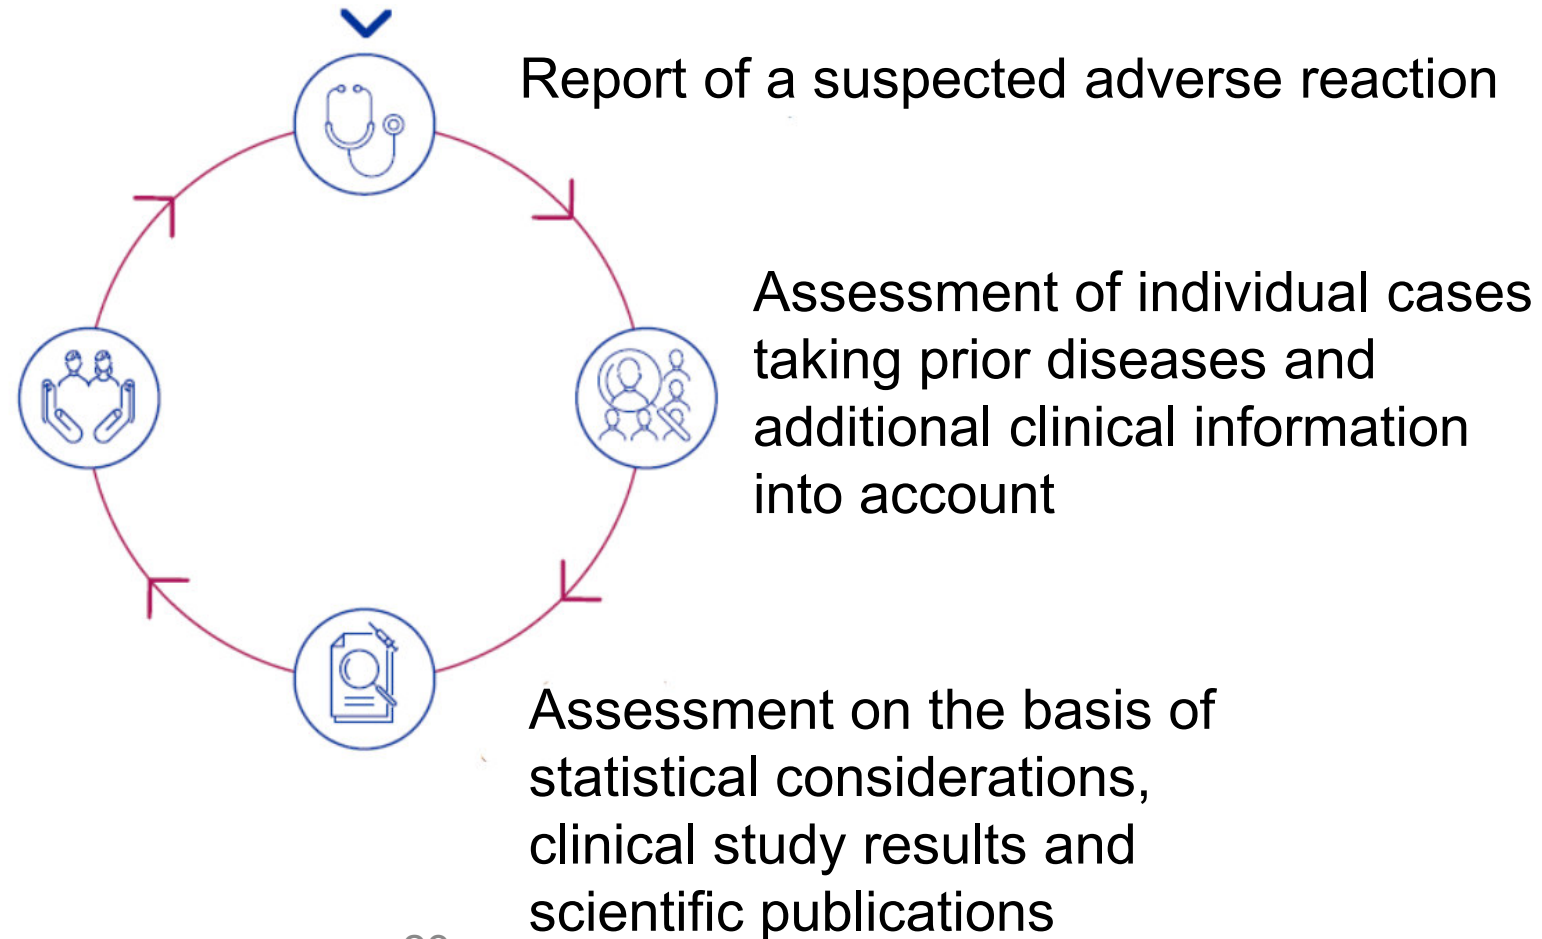 Report of a suspected adverse reaction
Assessment of individual cases
taking prior diseases and
additional clinical information
into account
Assessment on the basis of
statistical considerations,
clinical study results and
scientific publications